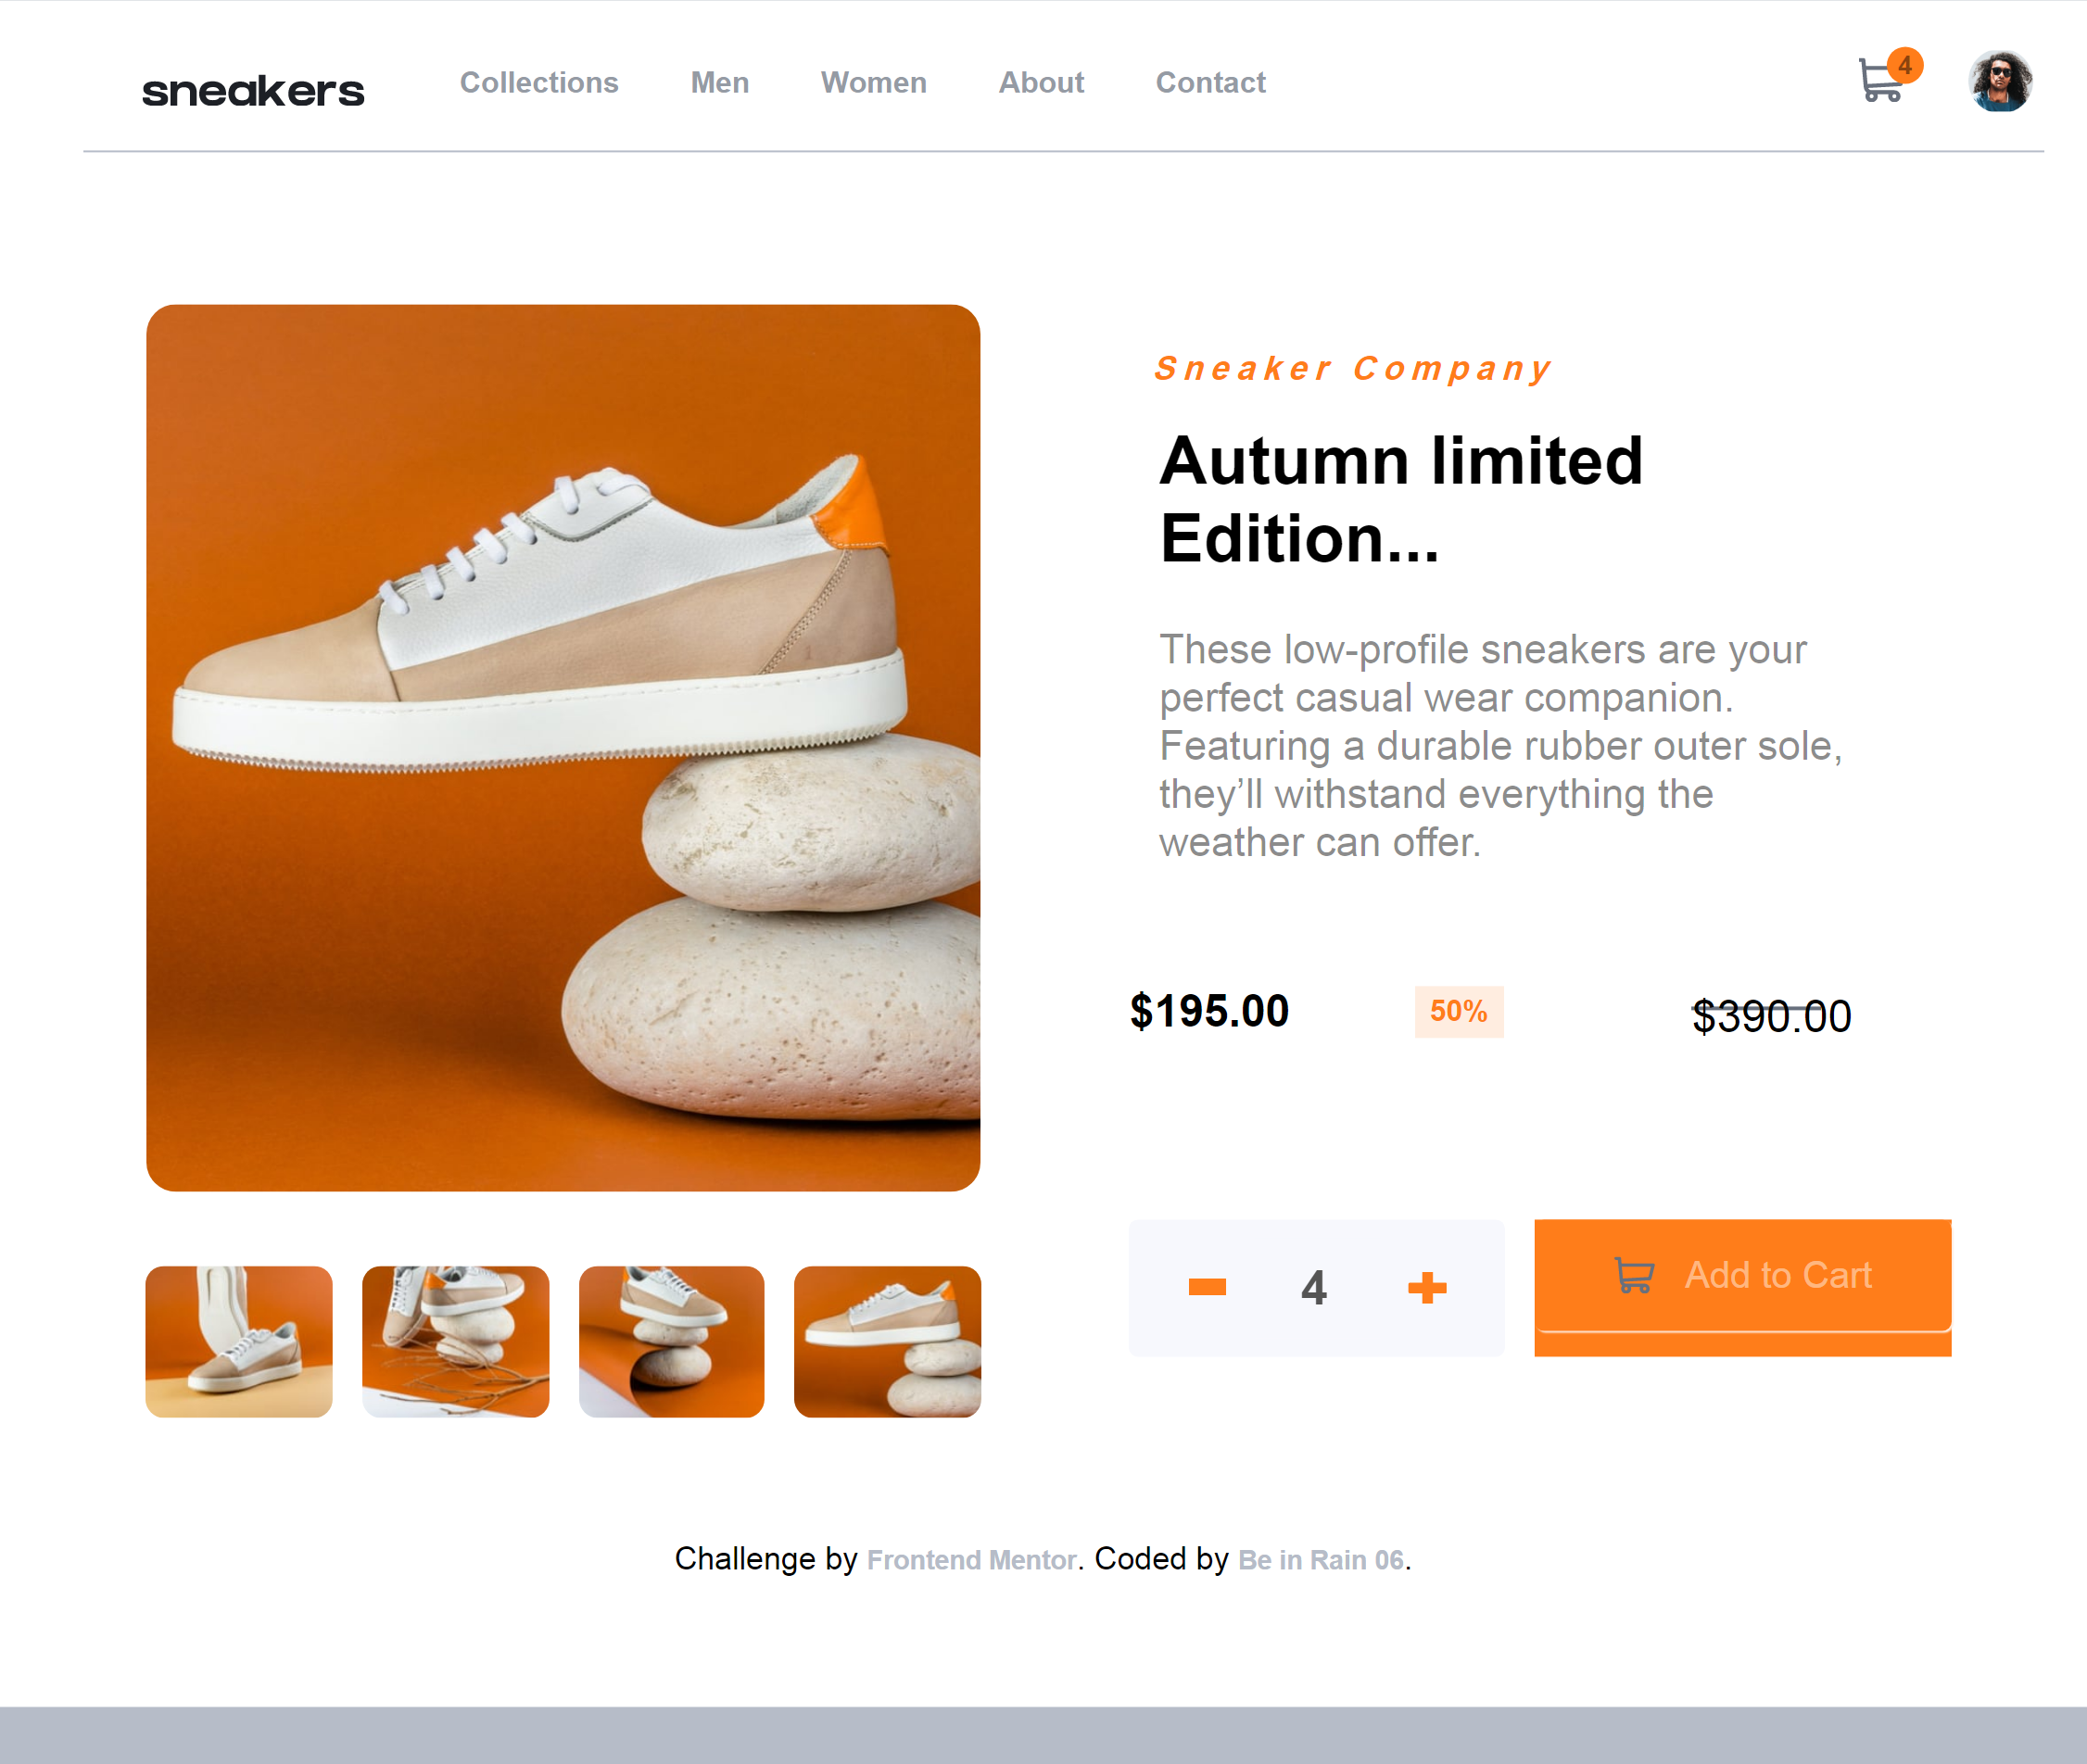 sneakers
Collections Men Women About Contact
4
Sneaker Company
Autumn limited
Edition...
These low-profile sneakers are your
perfect casual wear companion.
Featuring a durable rubber outer sole,
they’ll withstand everything the
weather can offer.
$195.00 50% $390.00
4
Add to Cart
Challenge by Frontend Mentor. Coded by Be in Rain 06.